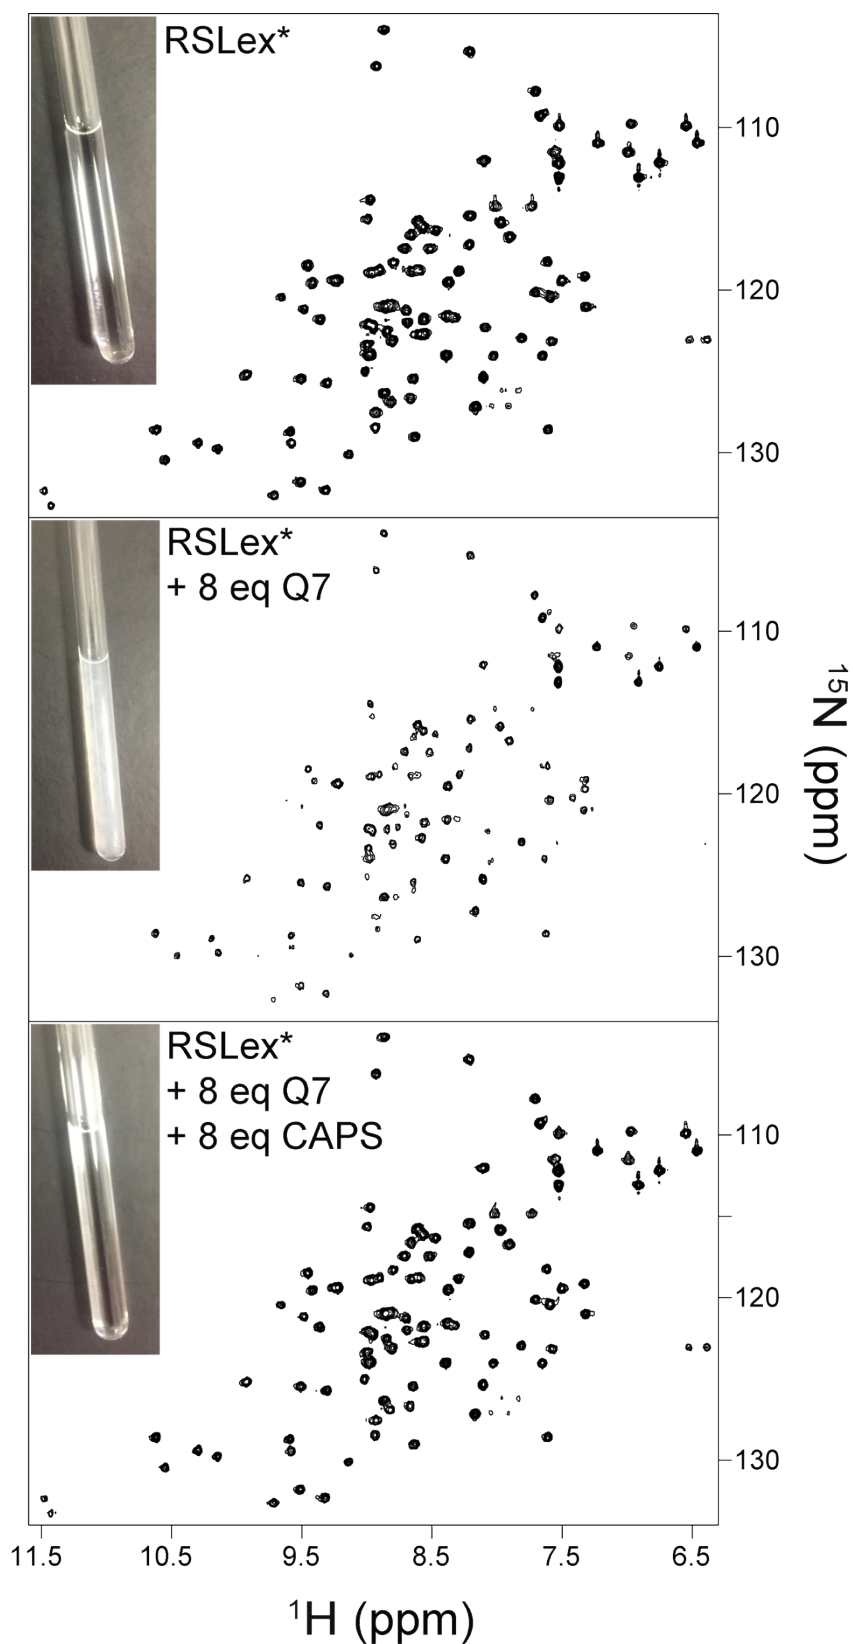 RSLex*
110
120
130
RSLex*
+ 8 eq Q7
110
120
130
¹⁵N (ppm)
RSLex*
+ 8 eq Q7
+ 8 eq CAPS
110
120
130
11.5 10.5 9.5 8.5 7.5 6.5
¹H (ppm)